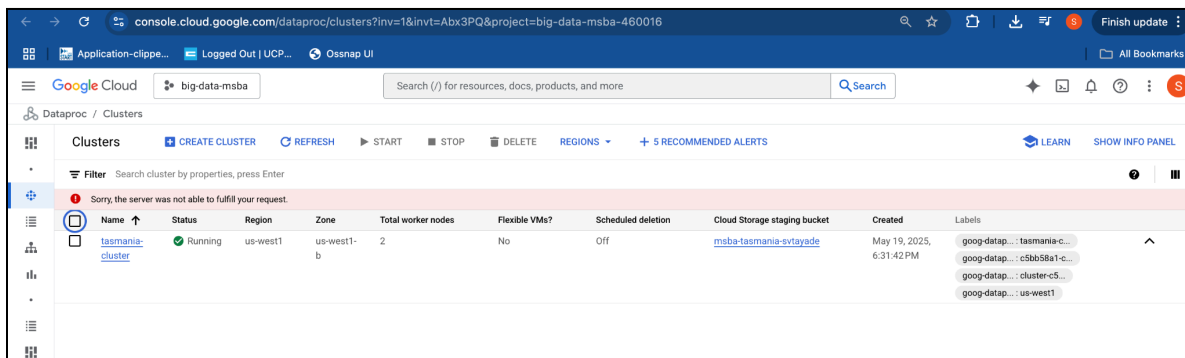 console.cloud.google.com/dataproc/clusters?inv=1&invt=Abx3PQ&project=big-data-msba-460016
S
Finish update
Application-clippe...
Logged Out | UCP...
Ossnap UI
All Bookmarks
Google Cloud
big-data-msba
Search (/) for resources, docs, products, and more
Search
S
Dataproc / Clusters
Clusters
CREATE CLUSTER
REFRESH
START
STOP
DELETE
REGIONS
+ 5 RECOMMENDED ALERTS
LEARN
SHOW INFO PANEL
Filter Search cluster by properties, press Enter
Sorry, the server was not able to fulfill your request.
Name Status Region Zone Total worker nodes Flexible VMs? Scheduled deletion Cloud Storage staging bucket Created Labels
tasmania-
cluster
Running
us-west1
us-west1-
b
2
No
Off
msba-tasmania-svtayade
May 19, 2025,
6:31:42 PM
goog-datap... : tasmania-c...
goog-datap... : c5bb58a1-c...
goog-datap... : cluster-c5...
goog-datap... : us-west1